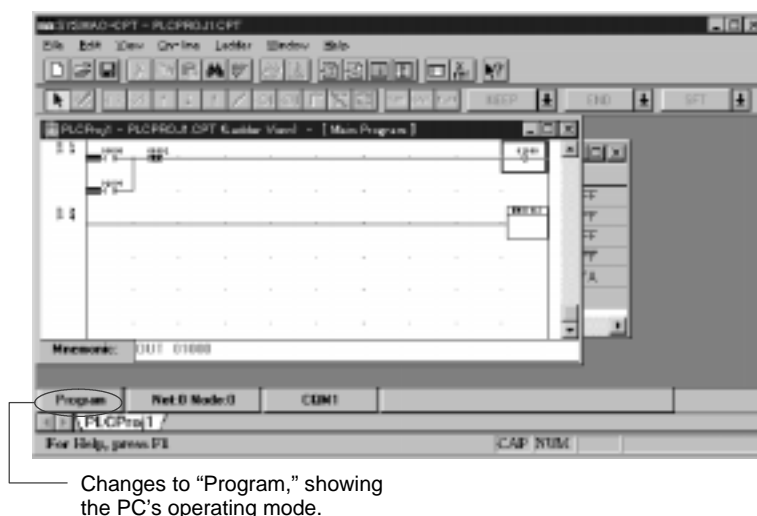 SYSMAC-CPT - PLCPROJ1.CPT
File Edit View On-line Ladder Window Help
KEEP END SFT
PLCProj1 - PLCPROJ1.CPT (Ladder View) - [Main Program]
Mnemonic: OUT 01000
Program Net:0 Node:0 COM1
PLCProj1
For Help, press F1 CAP NUM
Changes to “Program,” showing
the PC’s operating mode.